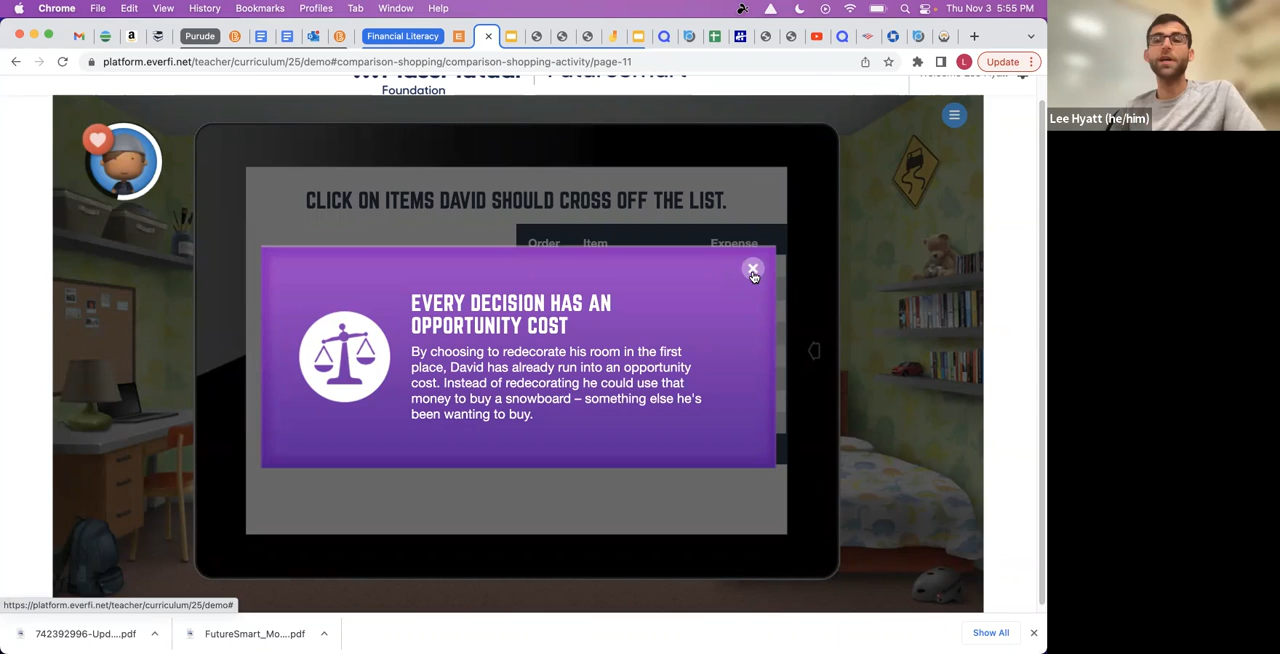 Chrome File Edit View History Bookmarks Profiles Tab Window Help Thu Nov 3 5:55 PM
Purude Financial Literacy
platform.everfi.net/teacher/curriculum/25/demo#comparison-shopping/comparison-shopping-activity/page-11 L Update
Foundation
Lee Hyatt (he/him)
CLICK ON ITEMS DAVID SHOULD CROSS OFF THE LIST.
Order Item Expense
EVERY DECISION HAS AN
OPPORTUNITY COST
By choosing to redecorate his room in the first
place, David has already run into an opportunity
cost. Instead of redecorating he could use that
money to buy a snowboard – something else he's
been wanting to buy.
https://platform.everfi.net/teacher/curriculum/25/demo#
742392996-Upd....pdf FutureSmart_Mo....pdf Show All